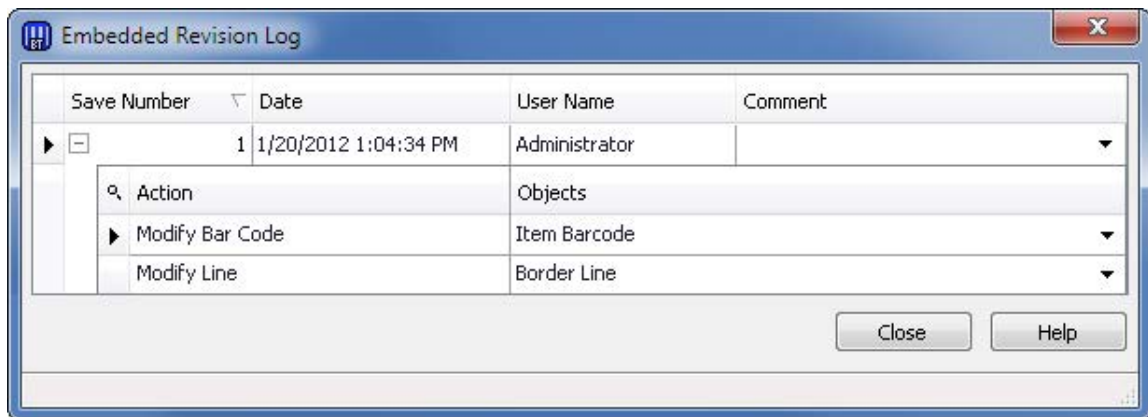 BT Embedded Revision Log
Save Number Date User Name Comment
1 1/20/2012 1:04:34 PM Administrator
Action Objects
Modify Bar Code Item Barcode
Modify Line Border Line
Close Help